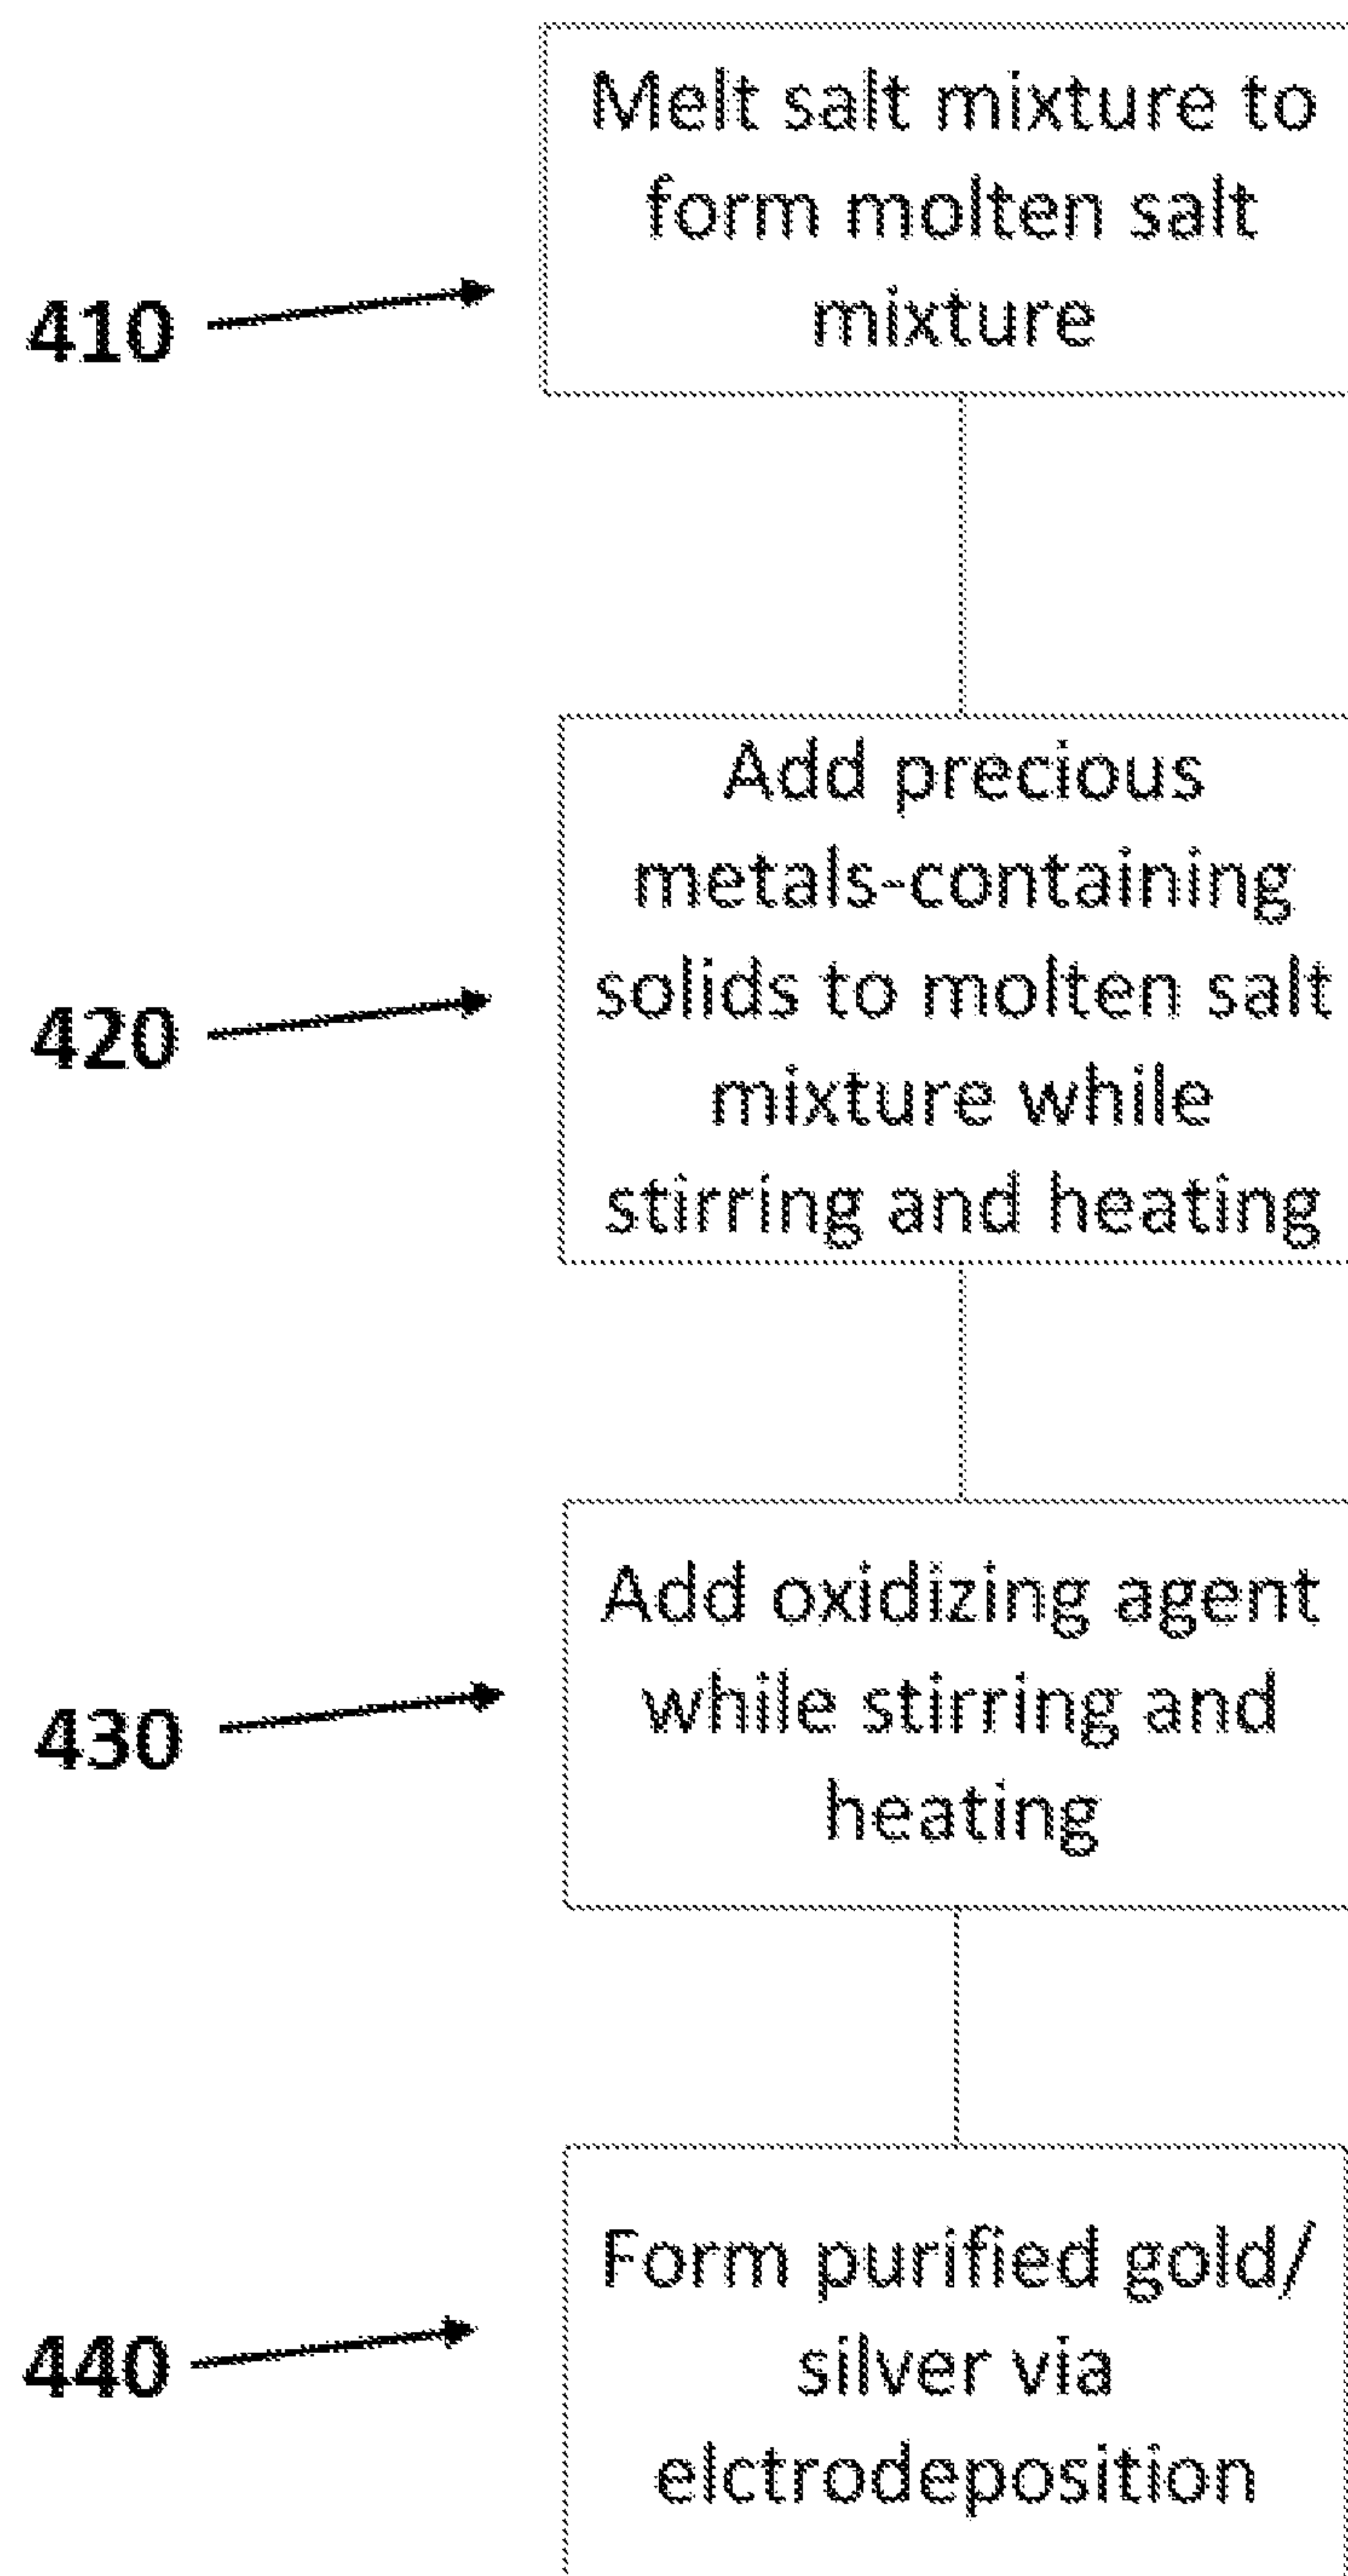 Melt salt mixture to
form molten salt
mixture
410
Add precious
metals-containing
solids to molten salt
mixture while
stirring and heating
420
Add oxidizing agent
while stirring and
heating
430
Form purified gold/
silver via
elctrodeposition
440